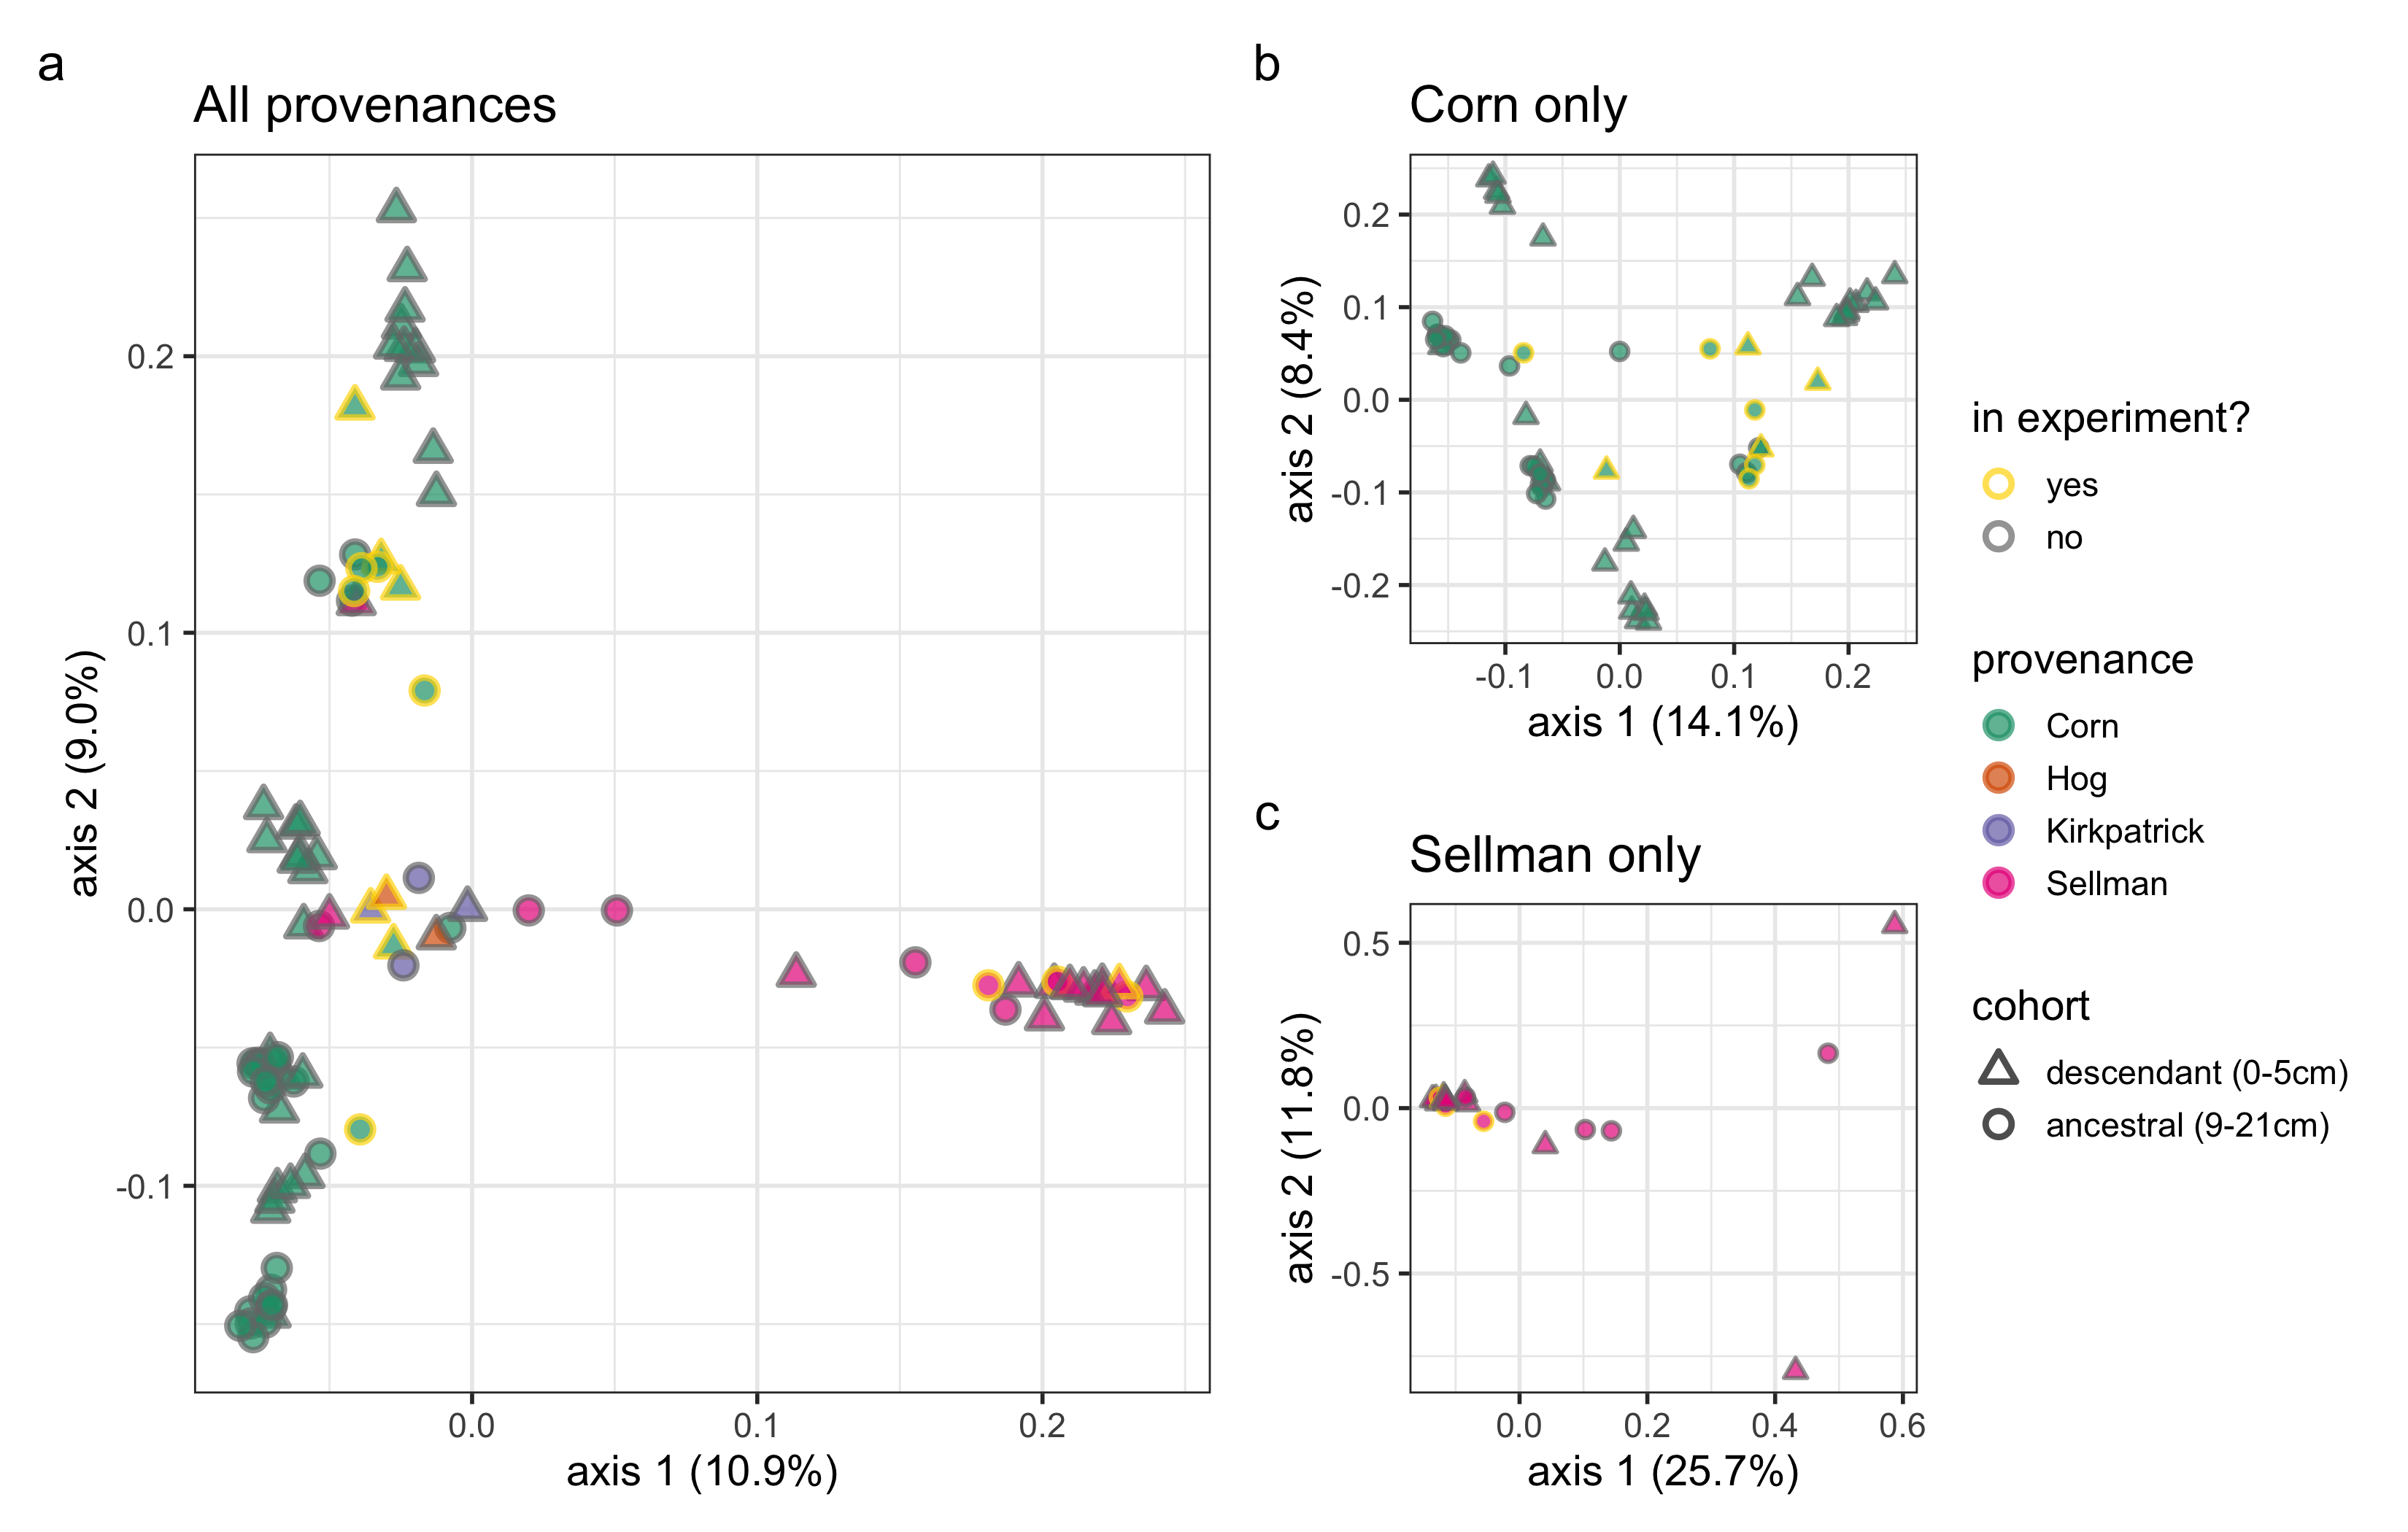 a
All provenances
0.2
0.1
0.0
-0.1
axis 2 (9.0%)
0.0
0.1
0.2
axis 1 (10.9%)
b
Corn only
0.2
0.1
0.0
-0.1
-0.2
axis 2 (8.4%)
-0.1
0.0
0.1
0.2
axis 1 (14.1%)
c
Sellman only
0.5
0.0
-0.5
axis 2 (11.8%)
0.0
0.2
0.4
0.6
axis 1 (25.7%)
in experiment?
yes
no
provenance
Corn
Hog
Kirkpatrick
Sellman
cohort
descendant (0-5cm)
ancestral (9-21cm)